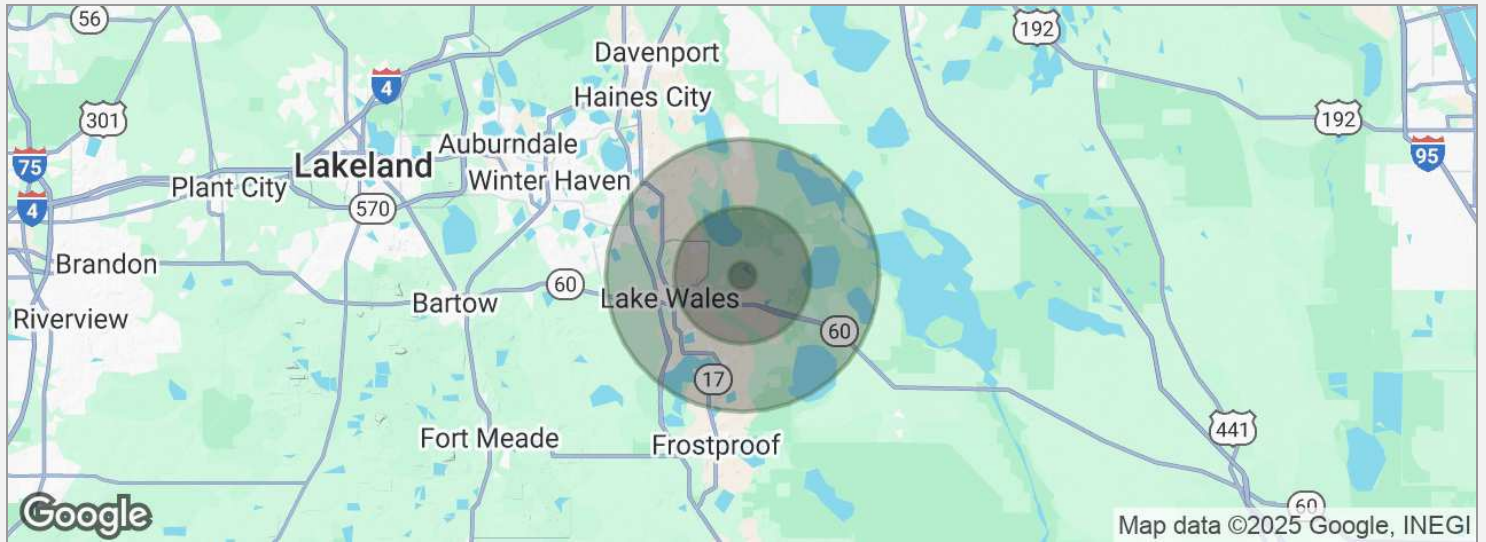 56
192
Davenport
4
Haines City
301
192
Auburndale
95
75
Lakeland
Plant City
Winter Haven
4
570
Brandon
60
Lake Wales
Bartow
Riverview
60
17
Fort Meade
Frostproof
441
60
Google
Map data ©2025 Google, INEGI